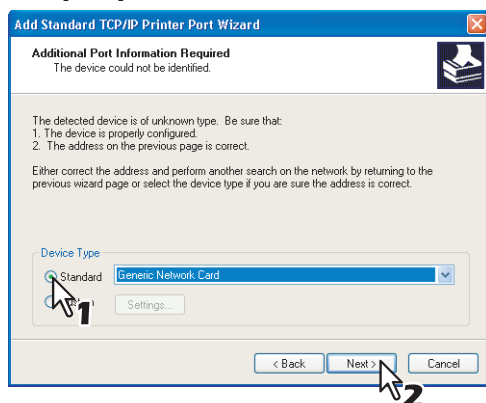 Add Standard TCP/IP Printer Port Wizard
Additional Port Information Required
The device could not be identified.
The detected device is of unknown type. Be sure that:
1. The device is properly configured.
2. The address on the previous page is correct.
Either correct the address and perform another search on the network by returning to the
previous wizard page or select the device type if you are sure the address is correct.
Device Type
Standard
Generic Network Card
1
Settings...
< Back
Next >
Cancel
2